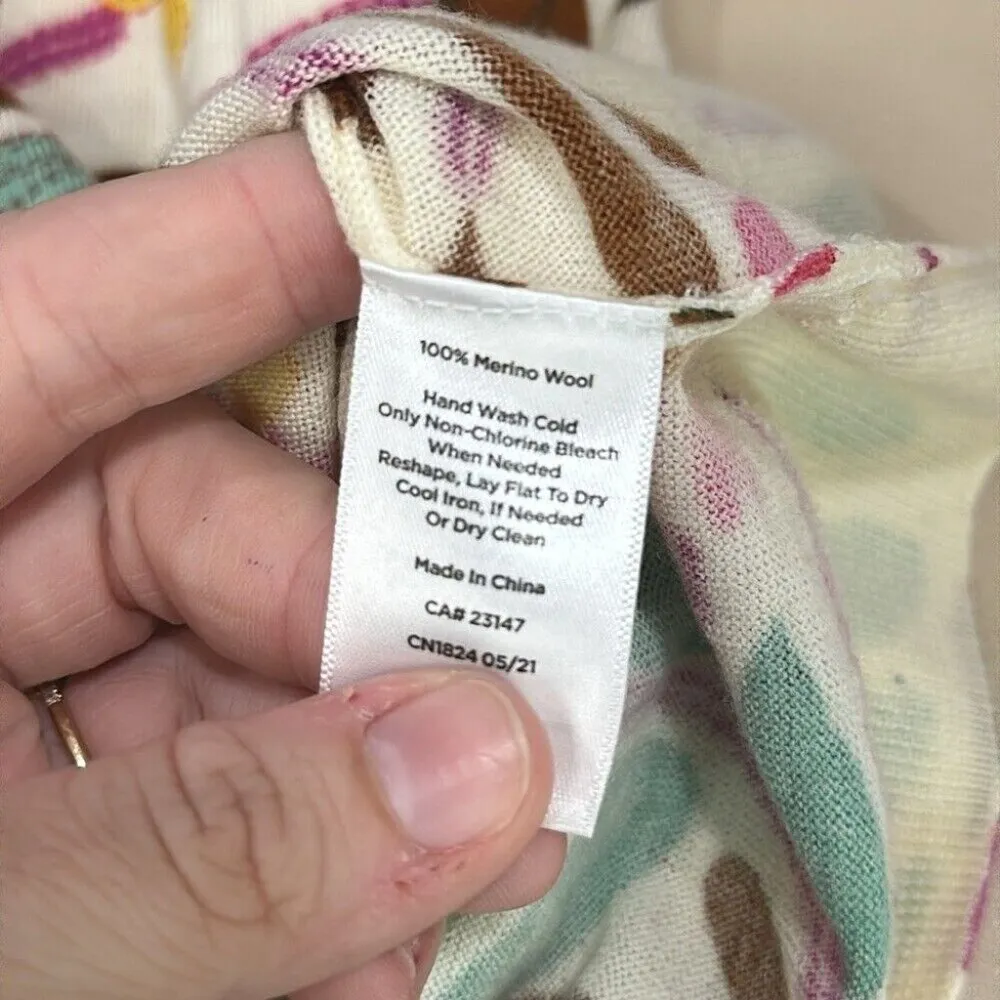 100% Merino Wool
Hand Wash Cold
Only Non-Chlorine Bleach
When Needed
Reshape, Lay Flat To Dry
Cool Iron, If Needed
Or Dry Clean
Made In China
CA# 23147
CN1824 05/21